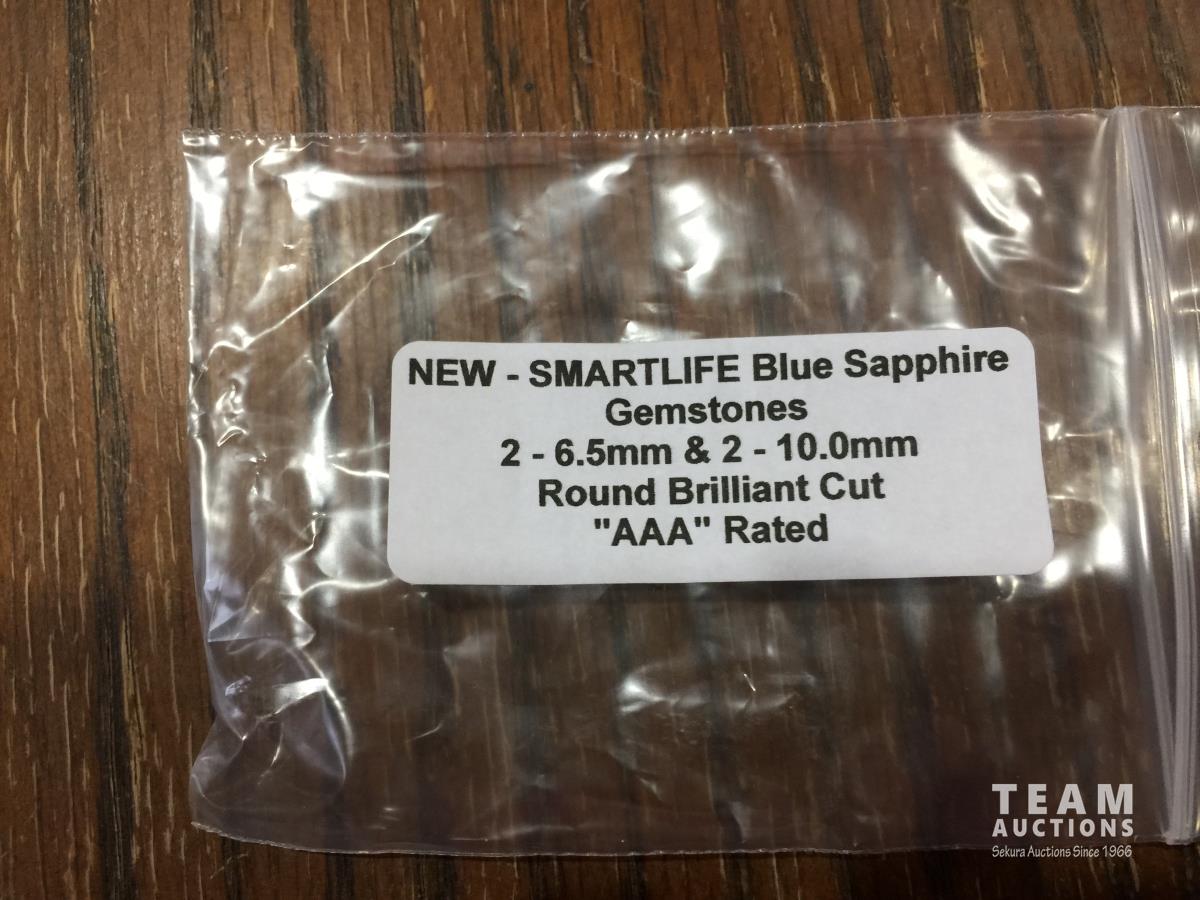 NEW - SMARTLIFE Blue Sapphire
Gemstones
2 - 6.5mm & 2 - 10.0mm
Round Brilliant Cut
"AAA" Rated
TEAM
AUCTIONS
Sekura Auctions Since 1966